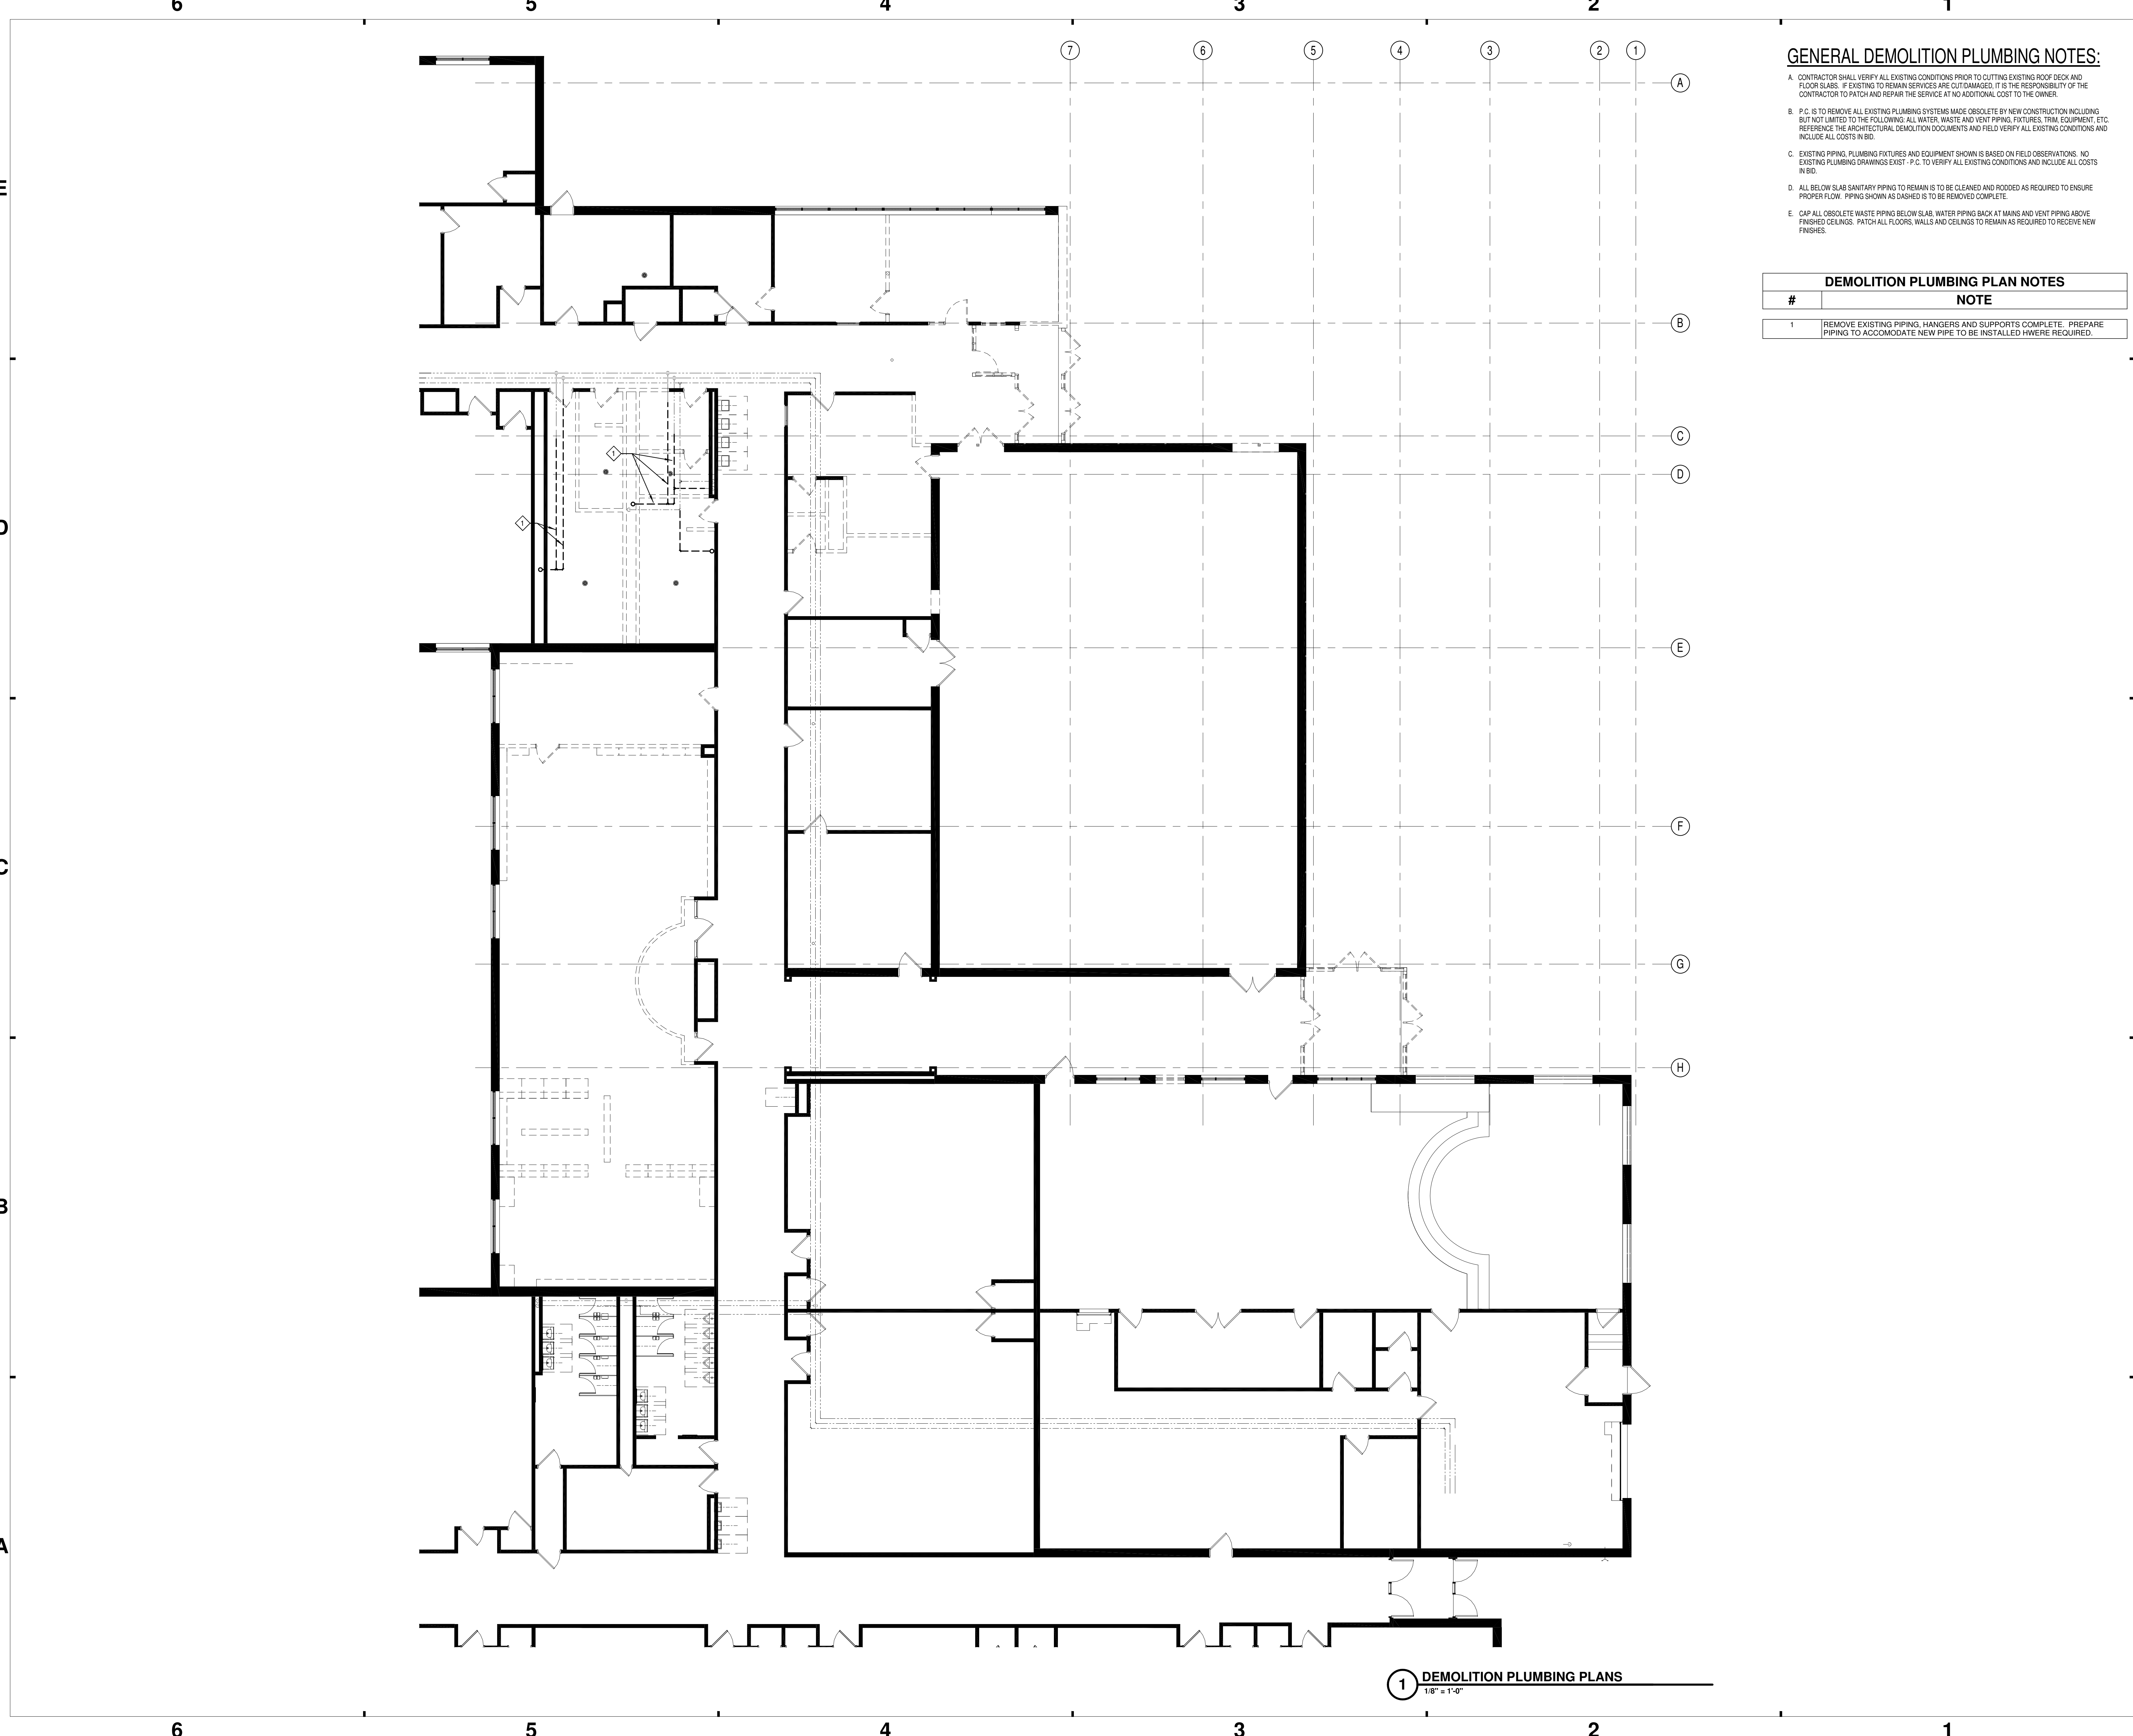 6 5 4 3 2 1
7 6 5 4 3 2 1
A
B
C
D
E
F
G
H
E
D
C
B
A
1
1
GENERAL DEMOLITION PLUMBING NOTES:
A. CONTRACTOR SHALL VERIFY ALL EXISTING CONDITIONS PRIOR TO CUTTING EXISTING ROOF DECK AND
FLOOR SLABS. IF EXISTING TO REMAIN SERVICES ARE CUT/DAMAGED, IT IS THE RESPONSIBILITY OF THE
CONTRACTOR TO PATCH AND REPAIR THE SERVICE AT NO ADDITIONAL COST TO THE OWNER.
B. P.C. IS TO REMOVE ALL EXISTING PLUMBING SYSTEMS MADE OBSOLETE BY NEW CONSTRUCTION INCLUDING
BUT NOT LIMITED TO THE FOLLOWING; ALL WATER, WASTE AND VENT PIPING, FIXTURES, TRIM, EQUIPMENT, ETC.
REFERENCE THE ARCHITECTURAL DEMOLITION DOCUMENTS AND FIELD VERIFY ALL EXISTING CONDITIONS AND
INCLUDE ALL COSTS IN BID.
C. EXISTING PIPING, PLUMBING FIXTURES AND EQUIPMENT SHOWN IS BASED ON FIELD OBSERVATIONS. NO
EXISTING PLUMBING DRAWINGS EXIST - P.C. TO VERIFY ALL EXISTING CONDITIONS AND INCLUDE ALL COSTS
IN BID.
D. ALL BELOW SLAB SANITARY PIPING TO REMAIN IS TO BE CLEANED AND RODDED AS REQUIRED TO ENSURE
PROPER FLOW. PIPING SHOWN AS DASHED IS TO BE REMOVED COMPLETE.
E. CAP ALL OBSOLETE WASTE PIPING BELOW SLAB, WATER PIPING BACK AT MAINS AND VENT PIPING ABOVE
FINISHED CEILINGS. PATCH ALL FLOORS, WALLS AND CEILINGS TO REMAIN AS REQUIRED TO RECEIVE NEW
FINISHES.
DEMOLITION PLUMBING PLAN NOTES
# NOTE
1 REMOVE EXISTING PIPING, HANGERS AND SUPPORTS COMPLETE. PREPARE
PIPING TO ACCOMODATE NEW PIPE TO BE INSTALLED HWERE REQUIRED.
1 DEMOLITION PLUMBING PLANS
1/8" = 1'-0"
6 5 4 3 2 1